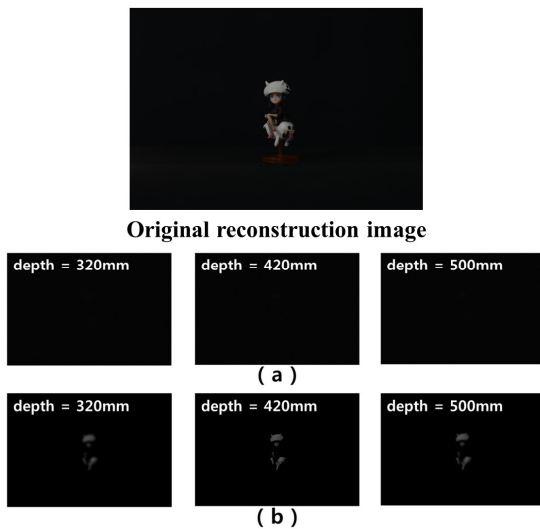 Original reconstruction image
depth = 320mm
depth = 420mm
depth = 500mm
( a )
depth = 320mm
depth = 420mm
depth = 500mm
( b )